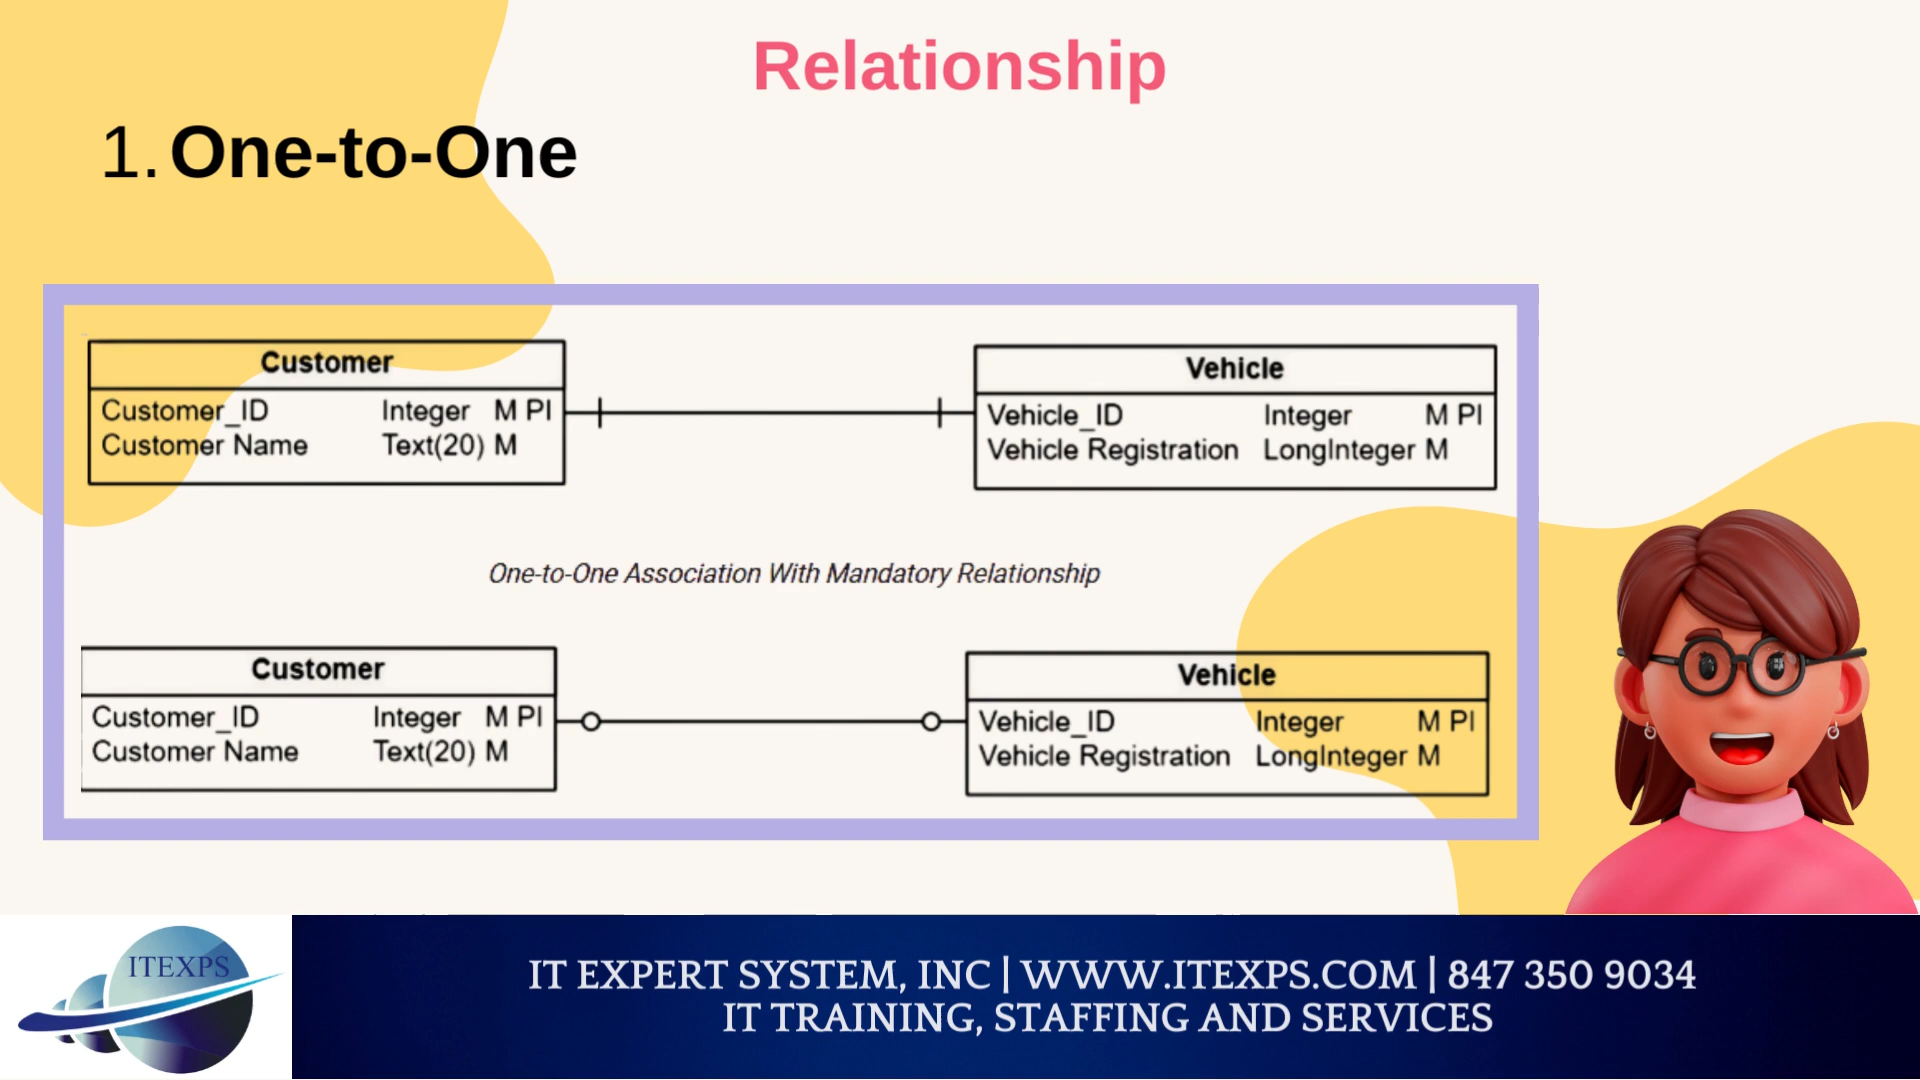 Relationship
1. One-to-One
Customer
Customer_ID Integer M PI
Customer Name Text(20) M
Vehicle
Vehicle_ID Integer M PI
Vehicle Registration LongInteger M
One-to-One Association With Mandatory Relationship
Customer
Customer_ID Integer M PI
Customer Name Text(20) M
Vehicle
Vehicle_ID Integer M PI
Vehicle Registration LongInteger M
ITEXPS
IT EXPERT SYSTEM, INC | WWW.ITEXPS.COM | 847 350 9034
IT TRAINING, STAFFING AND SERVICES